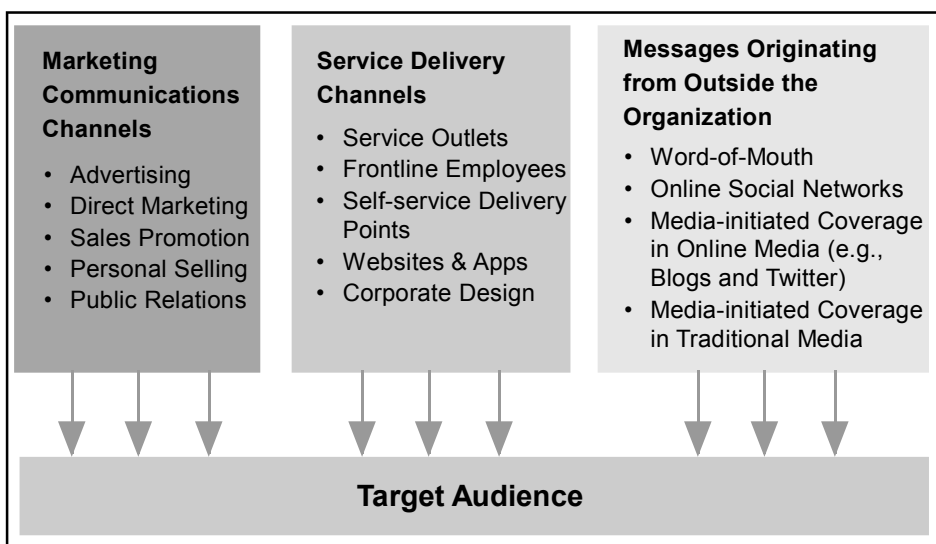 Marketing
Communications
Channels
• Advertising
• Direct Marketing
• Sales Promotion
• Personal Selling
• Public Relations
Service Delivery
Channels
• Service Outlets
• Frontline Employees
• Self-service Delivery
Points
• Websites & Apps
• Corporate Design
Messages Originating
from Outside the
Organization
• Word-of-Mouth
• Online Social Networks
• Media-initiated Coverage
in Online Media (e.g.,
Blogs and Twitter)
• Media-initiated Coverage
in Traditional Media
Target Audience